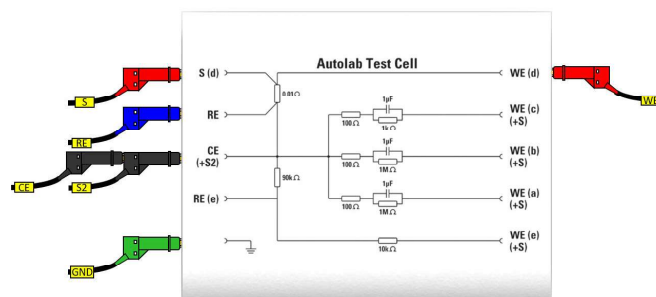 Autolab Test Cell
S (d)
WE (d)
S
0.01Ω
WE
RE
1µF
WE (c)
(+S)
100Ω
1kΩ
RE
CE
(+S2)
1µF
WE (b)
(+S)
100Ω
1MΩ
CE
S2
90kΩ
1µF
RE (e)
WE (a)
(+S)
100Ω
1MΩ
WE (e)
(+S)
10kΩ
GND